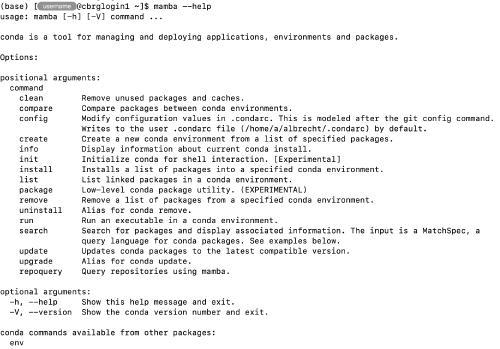 (base) [username@cbrglogin1 ~]$ mamba --help
usage: mamba [-h] [-V] command ...
conda is a tool for managing and deploying applications, environments and packages.
Options:
positional arguments:
command
clean Remove unused packages and caches.
compare Compare packages between conda environments.
config Modify configuration values in .condarc. This is modeled after the git config command.
Writes to the user .condarc file (/home/a/albrecht/.condarc) by default.
create Create a new conda environment from a list of specified packages.
info Display information about current conda install.
init Initialize conda for shell interaction. [Experimental]
install Installs a list of packages into a specified conda environment.
list List linked packages in a conda environment.
package Low-level conda package utility. (EXPERIMENTAL)
remove Remove a list of packages from a specified conda environment.
uninstall Alias for conda remove.
run Run an executable in a conda environment.
search Search for packages and display associated information. The input is a MatchSpec, a
query language for conda packages. See examples below.
update Updates conda packages to the latest compatible version.
upgrade Alias for conda update.
repoquery Query repositories using mamba.
optional arguments:
-h, --help Show this help message and exit.
-V, --version Show the conda version number and exit.
conda commands available from other packages:
env